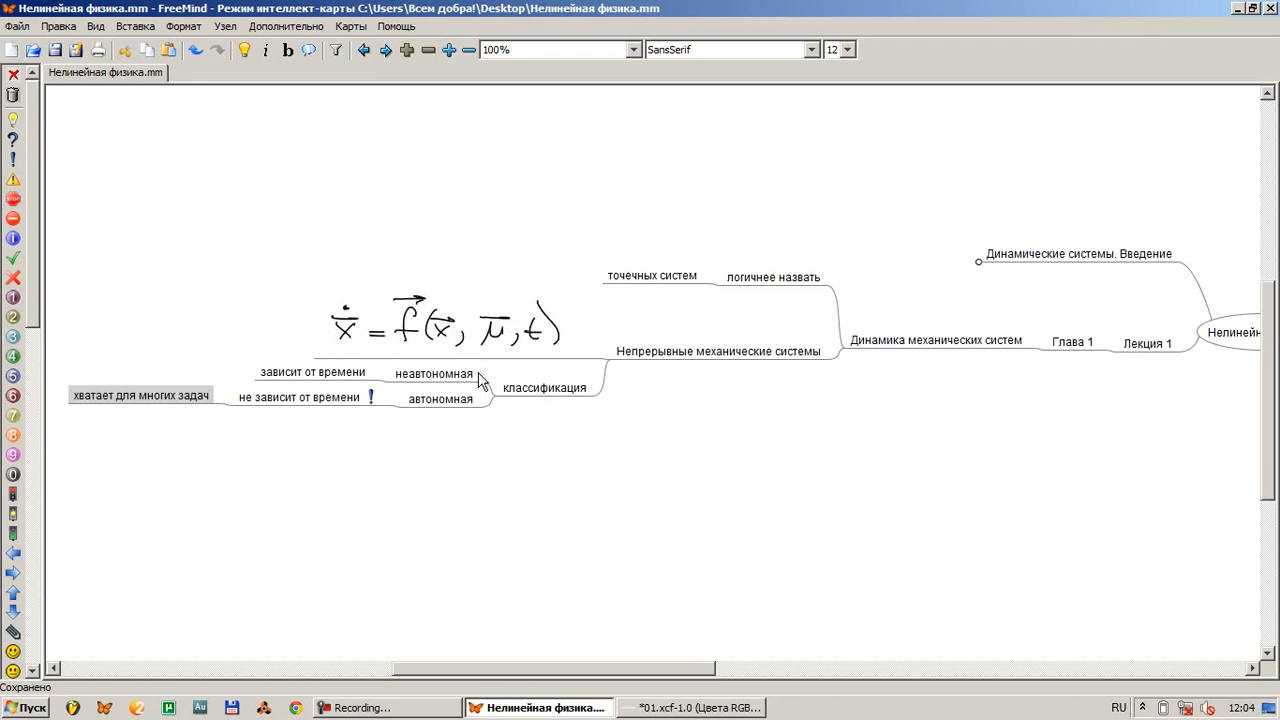 Нелинейная физика.mm - FreeMind - Режим интеллект-карты C:\Users\Всем добра!\Desktop\Нелинейная физика.mm
Файл Правка Вид Вставка Формат Узел Дополнительно Карты Помощь
100% SansSerif 12
Нелинейная физика.mm
Динамические системы. Введение
точечных систем логичнее назвать
ẋ = f(x, μ, t)
Нелинейн
Динамика механических систем Глава 1 Лекция 1
Непрерывные механические системы
зависит от времени неавтономная
классификация
хватает для многих задач не зависит от времени автономная
Сохранено
Пуск Recording... Нелинейная физика.mm... *01.xcf-1.0 (Цвета RGB... RU 12:04